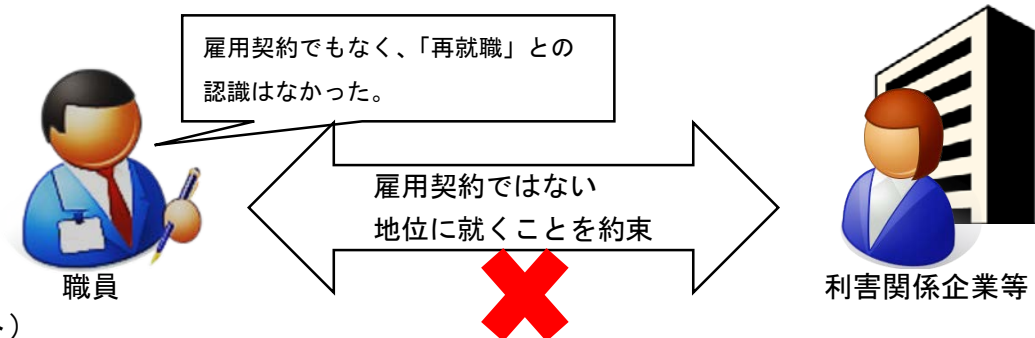 雇用契約でもなく、「再就職」との
認識はなかった。
雇用契約ではない
地位に就くことを約束
職員
利害関係企業等
）